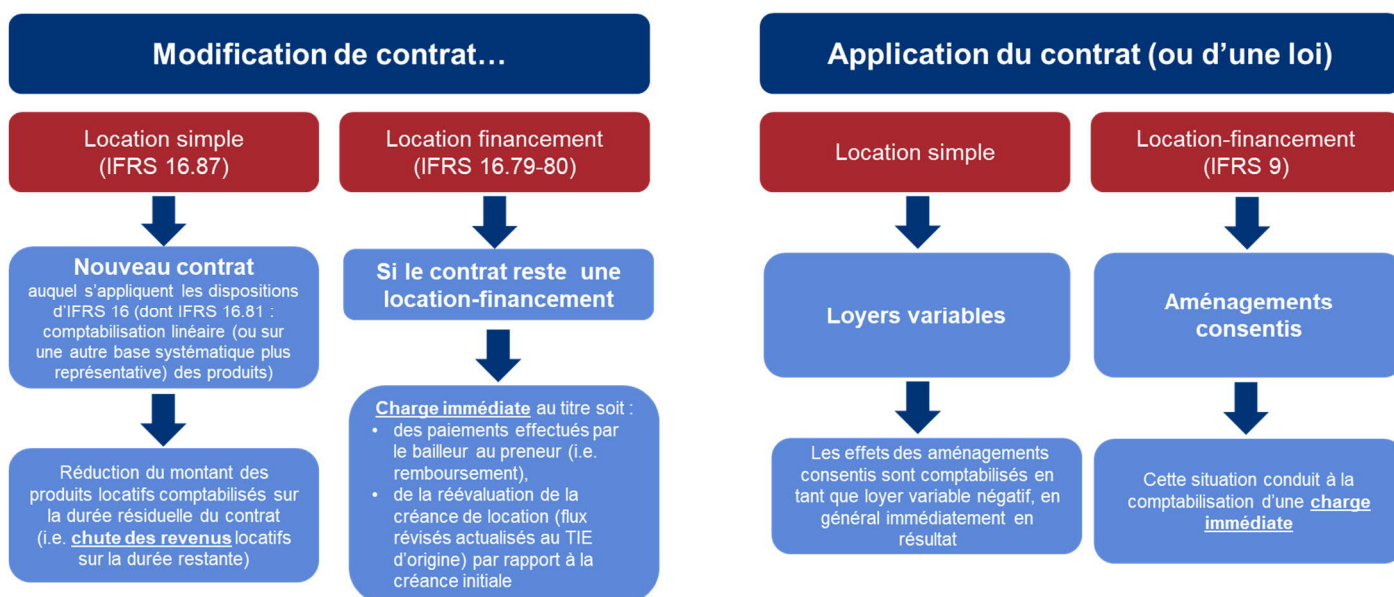 Modification de contrat…
Location simple
(IFRS 16.87)
Nouveau contrat
auquel s'appliquent les dispositions
d'IFRS 16 (dont IFRS 16.81 :
comptabilisation linéaire (ou sur
une autre base systématique plus
représentative) des produits)
Réduction du montant des
produits locatifs comptabilisés sur
la durée résiduelle du contrat
(i.e. chute des revenus locatifs
sur la durée restante)
Location financement
(IFRS 16.79-80)
Si le contrat reste une
location-financement
Charge immédiate au titre soit :
• des paiements effectués par
le bailleur au preneur (i.e.
remboursement),
• de la réévaluation de la
créance de location (flux
révisés actualisés au TIE
d'origine) par rapport à la
créance initiale
Application du contrat (ou d'une loi)
Location simple
Loyers variables
Les effets des aménagements
consentis sont comptabilisés en
tant que loyer variable négatif, en
général immédiatement en
résultat
Location-financement
(IFRS 9)
Aménagements
consentis
Cette situation conduit à la
comptabilisation d'une charge
immédiate